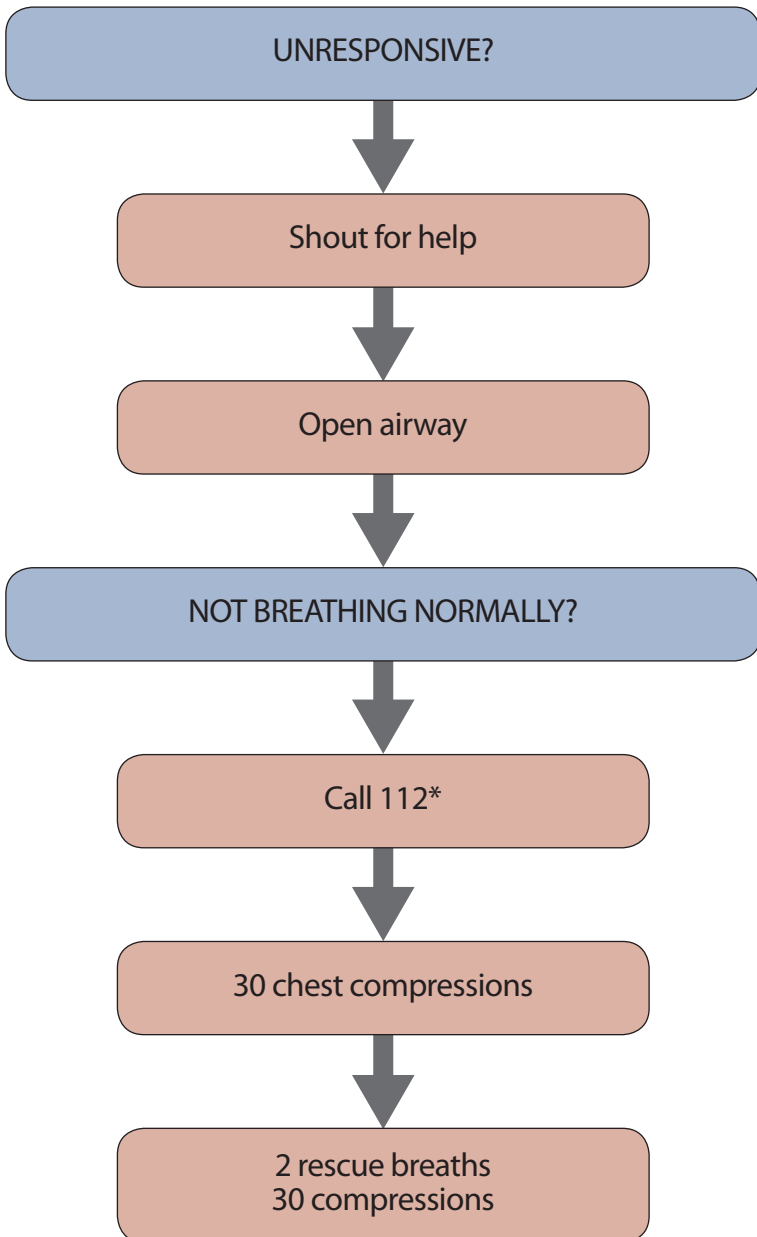 UNRESPONSIVE?
Shout for help
Open airway
NOT BREATHING NORMALLY?
Call 112*
30 chest compressions
2 rescue breaths
30 compressions